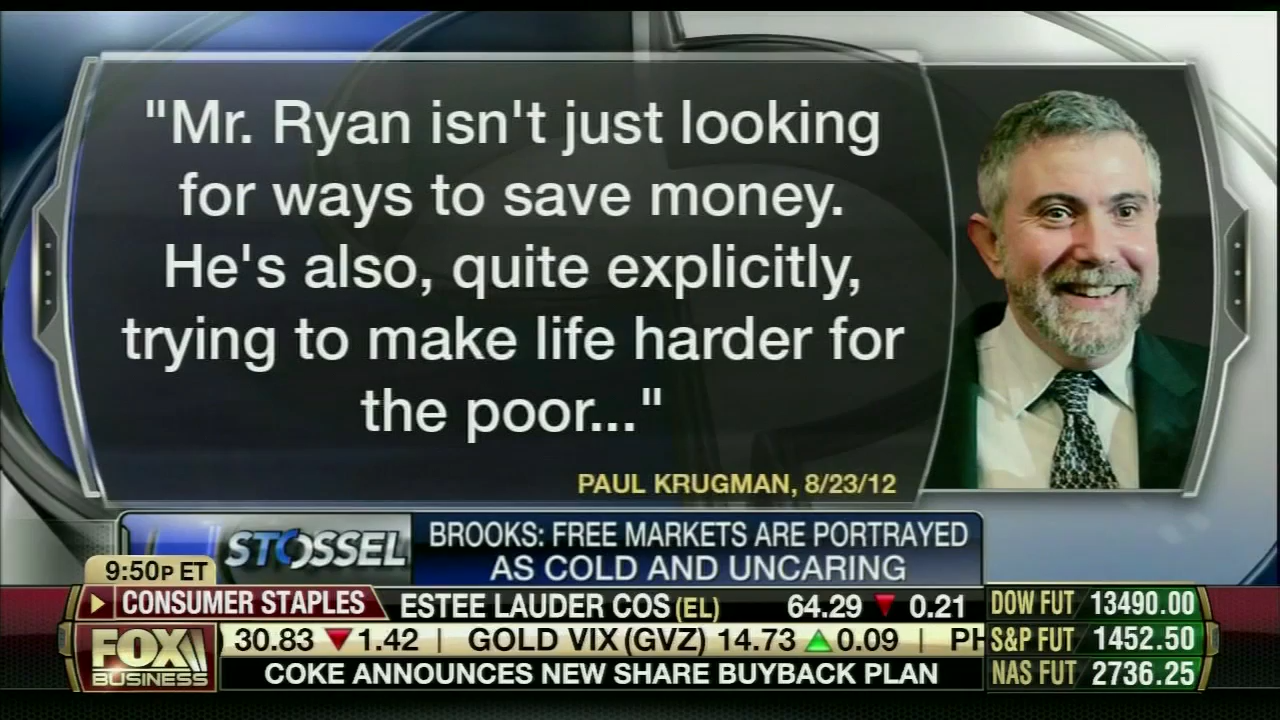 "Mr. Ryan isn't just looking
for ways to save money.
He's also, quite explicitly,
trying to make life harder for
the poor..."
PAUL KRUGMAN, 8/23/12
STOSSEL
BROOKS: FREE MARKETS ARE PORTRAYED
AS COLD AND UNCARING
9:50P ET
CONSUMER STAPLES
ESTEE LAUDER COS (EL) 64.29 ▼ 0.21
DOW FUT 13490.00
FOX
BUSINESS
30.83 ▼ 1.42 | GOLD VIX (GVZ) 14.73 ▲ 0.09 | PH
S&P FUT 1452.50
COKE ANNOUNCES NEW SHARE BUYBACK PLAN
NAS FUT 2736.25